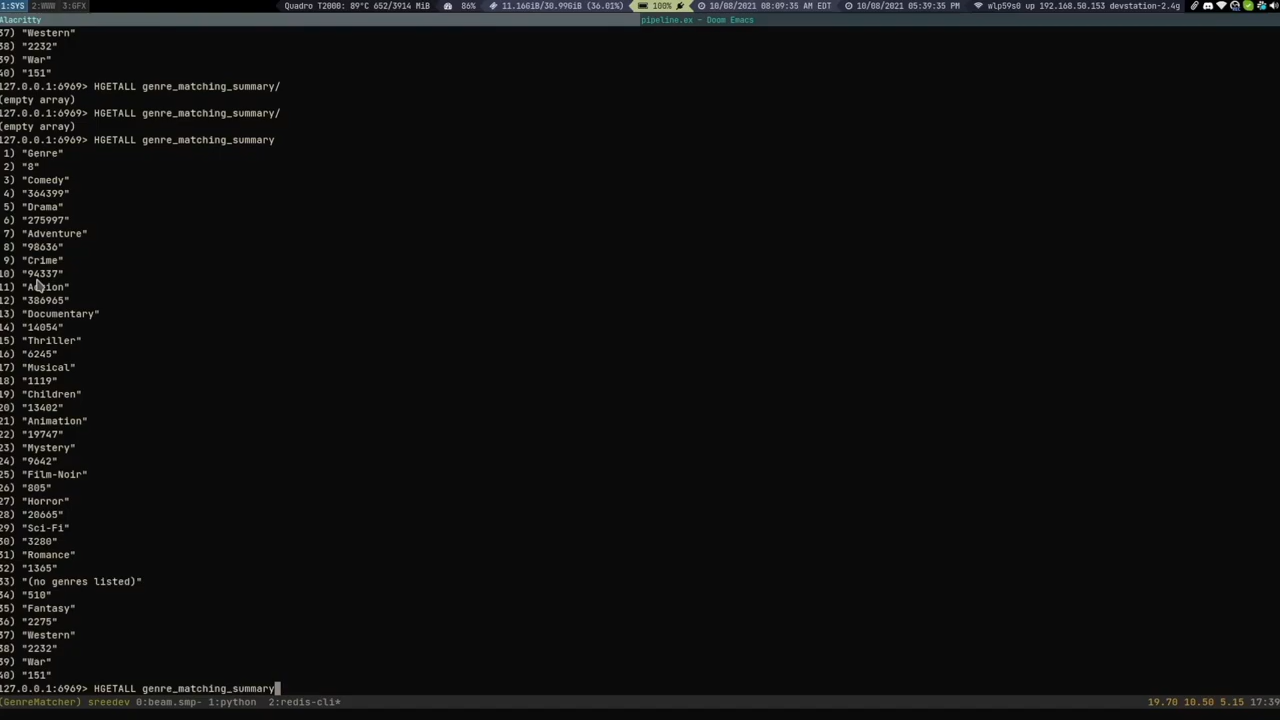 1:SYS 2:WWW 3:GFX Quadro T2000: 89°C 652/3914 MiB 86% 11.16GiB/30.99GiB (36.01%) 100% 10/08/2021 08:09:35 AM EDT 10/08/2021 05:39:35 PM wlp59s0 up 192.168.50.153 devstation-2.4g
Alacritty pipeline.ex – Doom Emacs
37) "Western"
38) "2232"
39) "War"
40) "151"
127.0.0.1:6969> HGETALL genre_matching_summary/
(empty array)
127.0.0.1:6969> HGETALL genre_matching_summary/
(empty array)
127.0.0.1:6969> HGETALL genre_matching_summary
1) "Genre"
2) "8"
3) "Comedy"
4) "364399"
5) "Drama"
6) "275997"
7) "Adventure"
8) "98636"
9) "Crime"
10) "94337"
11) "Action"
12) "386965"
13) "Documentary"
14) "14054"
15) "Thriller"
16) "6245"
17) "Musical"
18) "1119"
19) "Children"
20) "13402"
21) "Animation"
22) "19747"
23) "Mystery"
24) "9642"
25) "Film-Noir"
26) "805"
27) "Horror"
28) "20665"
29) "Sci-Fi"
30) "3280"
31) "Romance"
32) "1365"
33) "(no genres listed)"
34) "510"
35) "Fantasy"
36) "2275"
37) "Western"
38) "2232"
39) "War"
40) "151"
127.0.0.1:6969> HGETALL genre_matching_summary
[GenreMatcher] sreedev 0:beam.smp- 1:python 2:redis-cli* 19.70 10.50 5.15 17:39